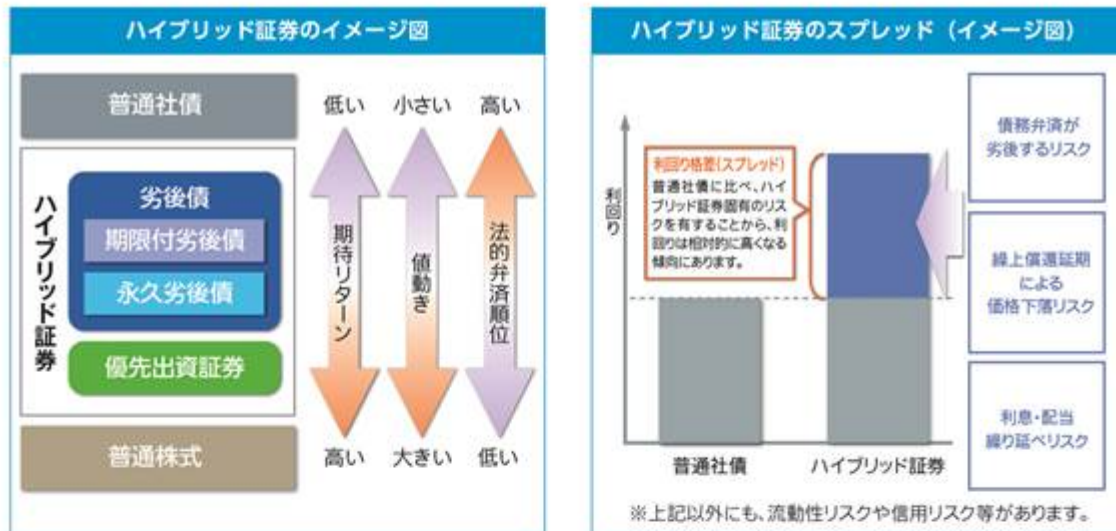 ハイブリッド証券のイメージ図
普通社債
ハイブリッド証券
劣後債
期限付劣後債
永久劣後債
優先出資証券
普通株式
低い
小さい
高い
期待リターン
値動き
法的弁済順位
高い
大きい
低い
ハイブリッド証券のスプレッド（イメージ図）
利回り
利回り格差(スプレッド)
普通社債に比べ、ハイ
ブリッド証券固有のリス
クを有することから、利
回りは相対的に高くなる
傾向にあります。
普通社債
ハイブリッド証券
債務弁済が
劣後するリスク
繰上償還延期
による
価格下落リスク
利息・配当
繰り延べリスク
※上記以外にも、流動性リスクや信用リスク等があります。